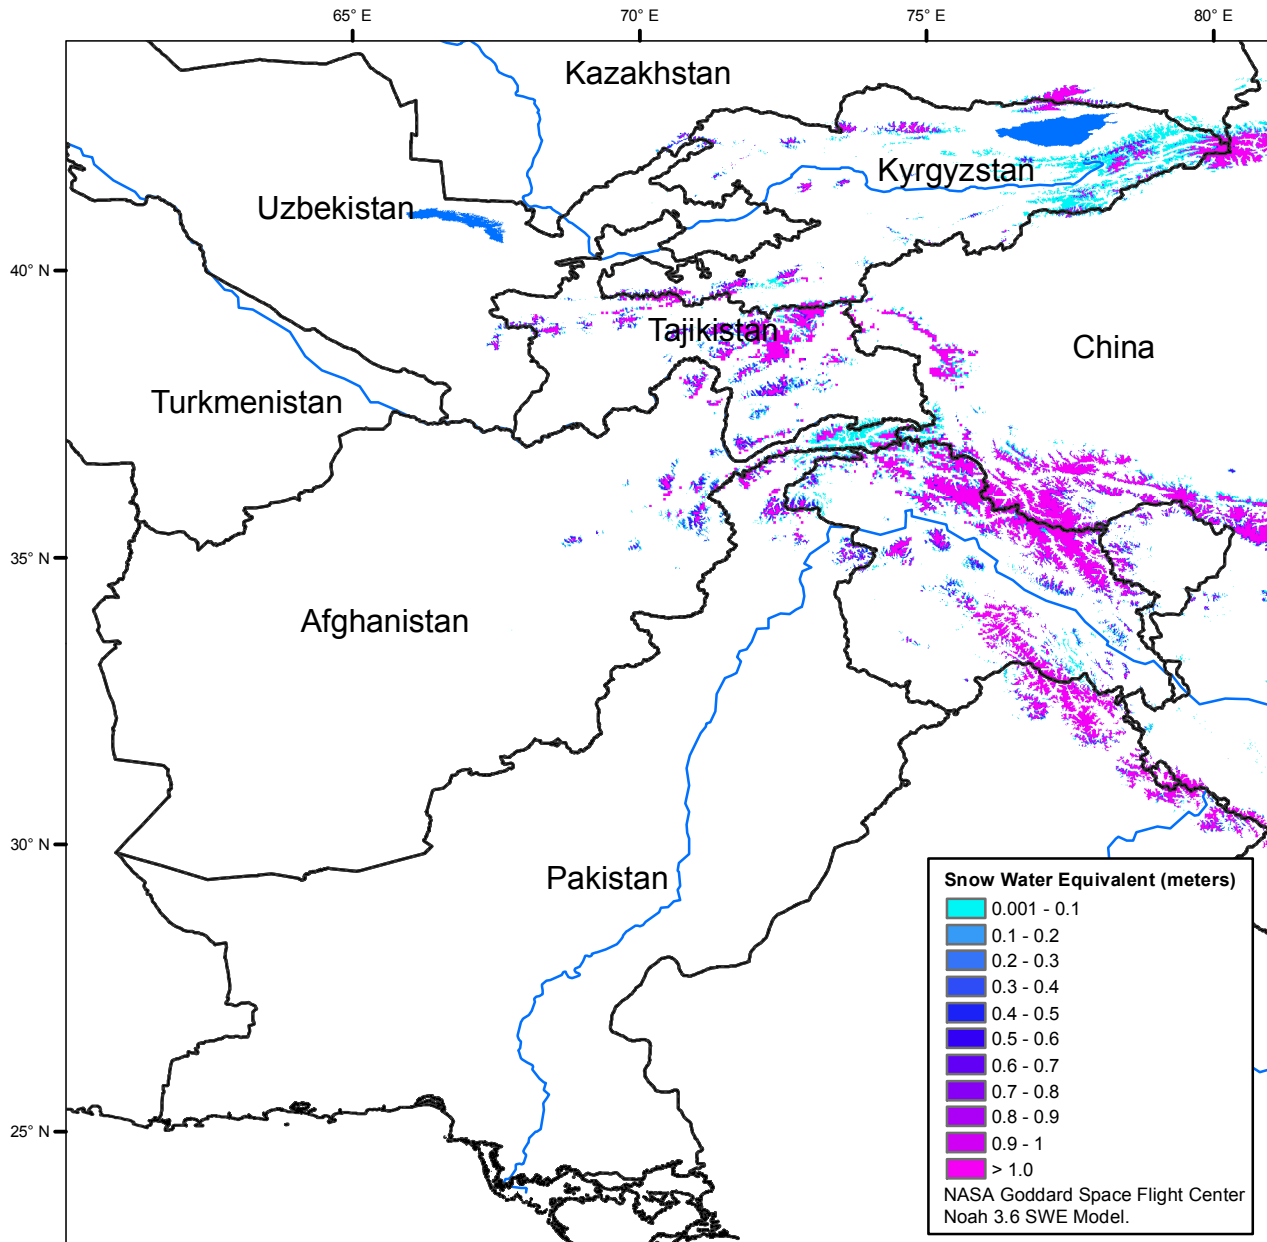 65° E
70° E
75° E
80° E
Kazakhstan
Kyrgyzstan
Uzbekistan
40° N
Tajikistan
China
Turkmenistan
35° N
Afghanistan
30° N
Pakistan
25° N
Snow Water Equivalent (meters)
0.001 - 0.1
0.1 - 0.2
0.2 - 0.3
0.3 - 0.4
0.4 - 0.5
0.5 - 0.6
0.6 - 0.7
0.7 - 0.8
0.8 - 0.9
0.9 - 1
> 1.0
NASA Goddard Space Flight Center
Noah 3.6 SWE Model.